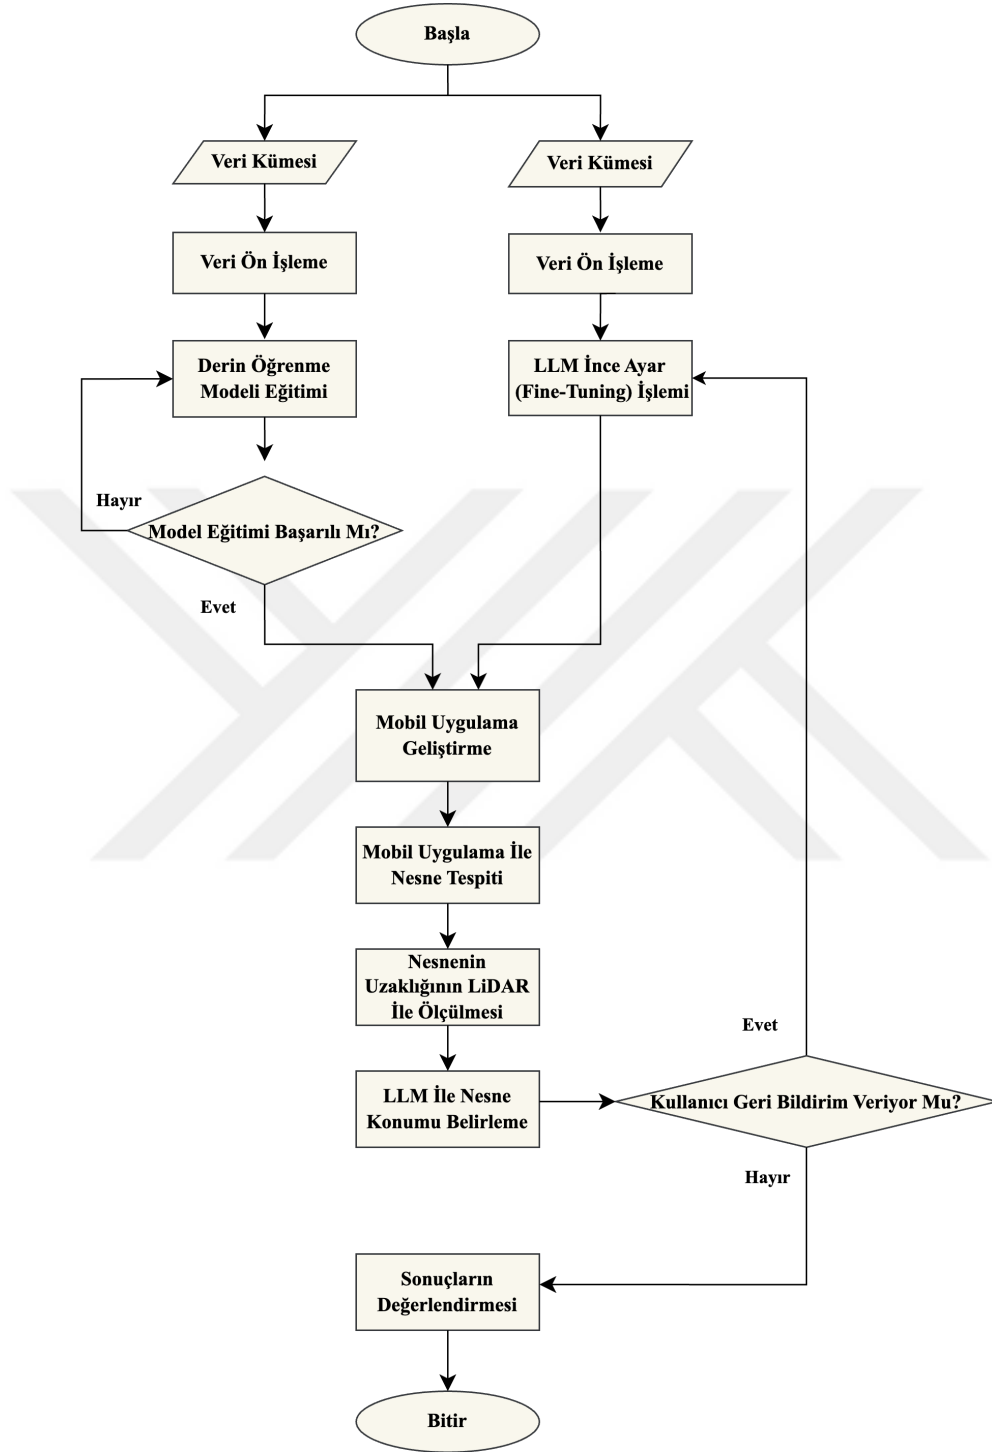 Başla
Veri Kümesi
Veri Kümesi
Veri Ön İşleme
Veri Ön İşleme
Derin Öğrenme
Modeli Eğitimi
LLM İnce Ayar
(Fine-Tuning) İşlemi
Hayır
Model Eğitimi Başarılı Mı?
Evet
Mobil Uygulama
Geliştirme
Mobil Uygulama İle
Nesne Tespiti
Nesnenin
Uzaklığının LiDAR
İle Ölçülmesi
Evet
LLM İle Nesne
Konumu Belirleme
Kullanıcı Geri Bildirim Veriyor Mu?
Hayır
Sonuçların
Değerlendirmesi
Bitir